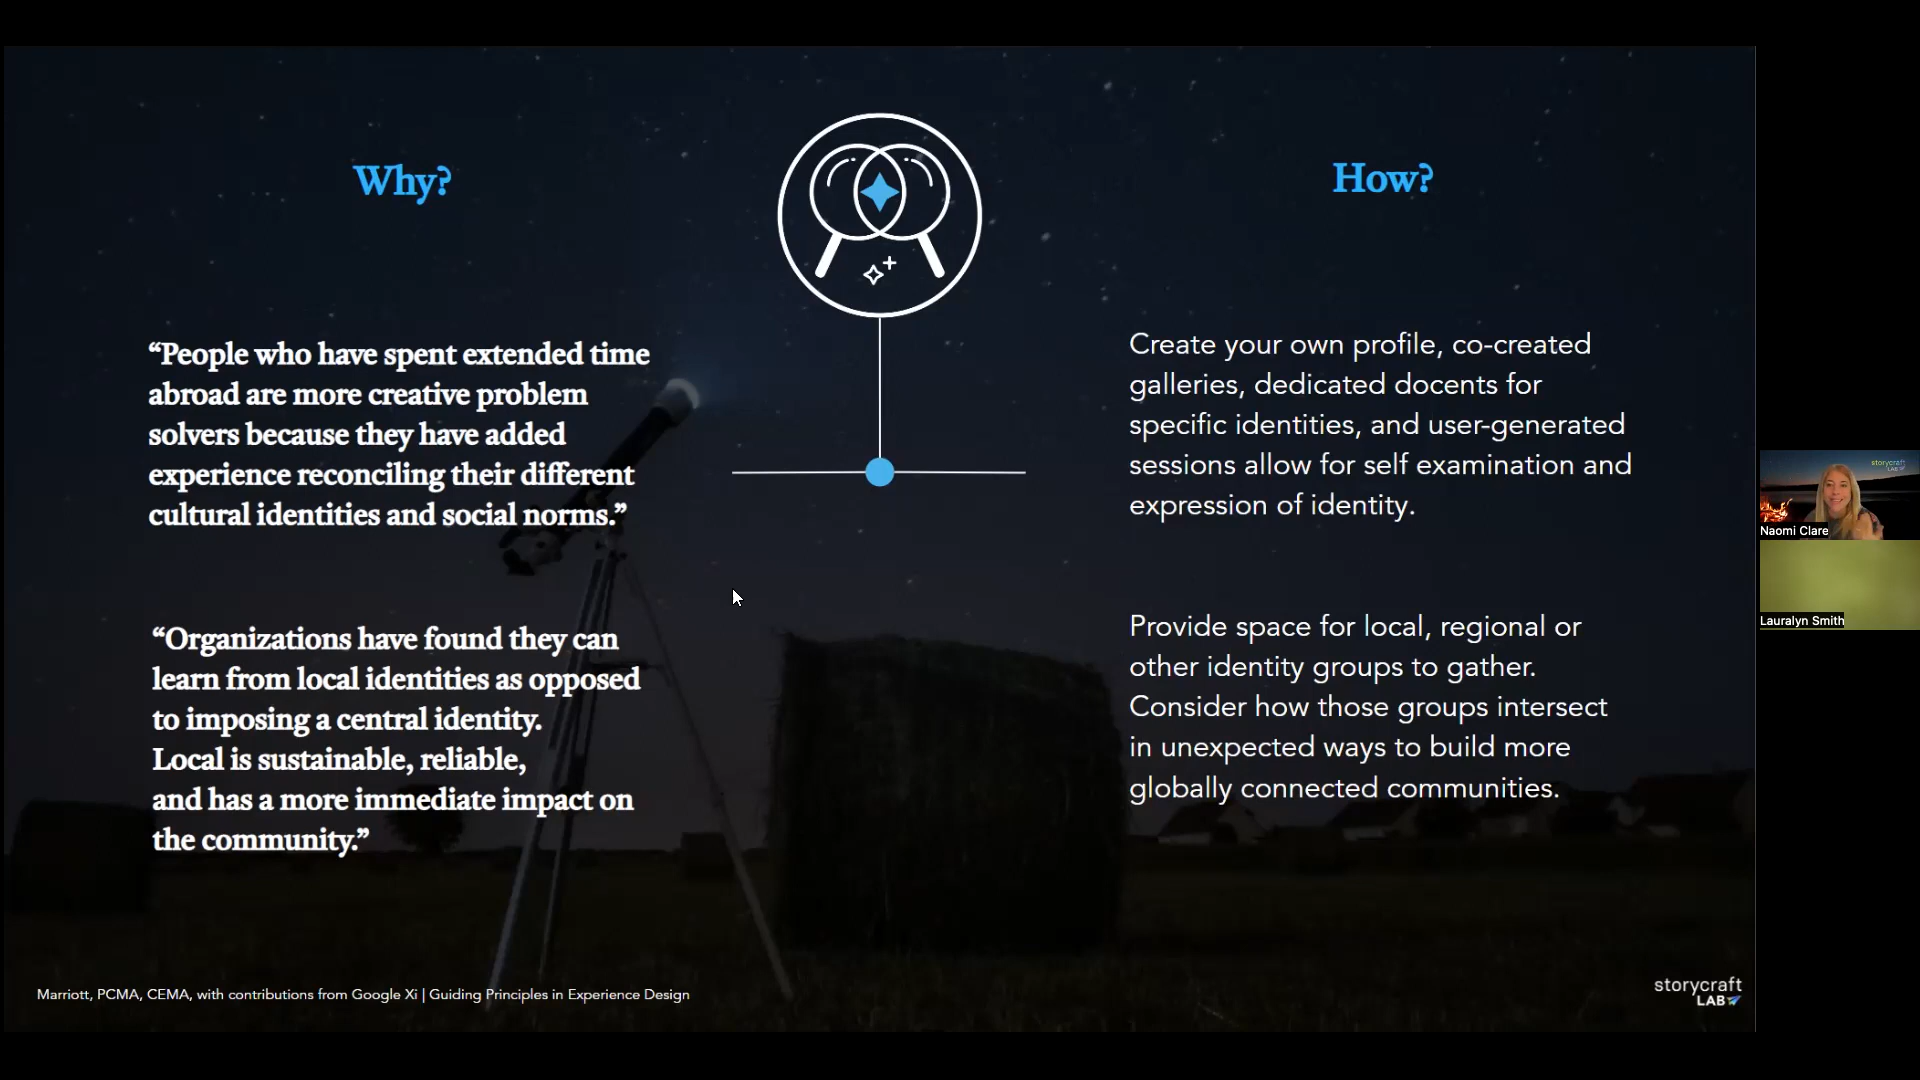 Why?
How?
“People who have spent extended time
abroad are more creative problem
solvers because they have added
experience reconciling their different
cultural identities and social norms.”
“Organizations have found they can
learn from local identities as opposed
to imposing a central identity.
Local is sustainable, reliable,
and has a more immediate impact on
the community.”
Create your own profile, co-created
galleries, dedicated docents for
specific identities, and user-generated
sessions allow for self examination and
expression of identity.
Provide space for local, regional or
other identity groups to gather.
Consider how those groups intersect
in unexpected ways to build more
globally connected communities.
Marriott, PCMA, CEMA, with contributions from Google Xi | Guiding Principles in Experience Design
storycraft
LAB
storycraft
LAB
Naomi Clare
Lauralyn Smith